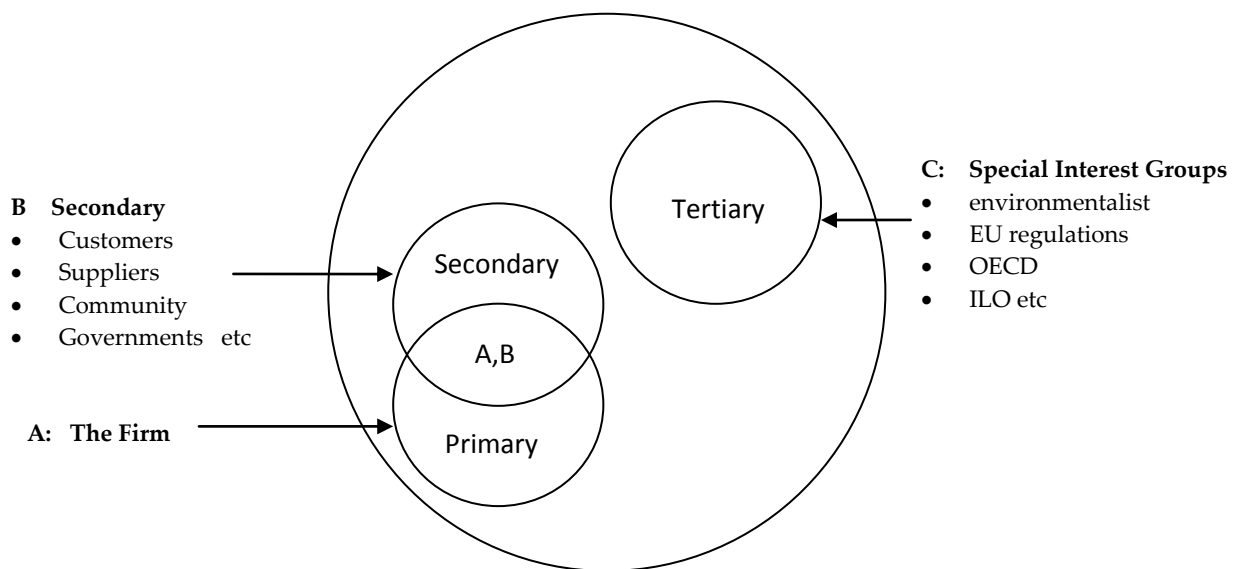 B Secondary
• Customers
• Suppliers
• Community
• Governments etc
A: The Firm
Secondary
A,B
Primary
Tertiary
C: Special Interest Groups
• environmentalist
• EU regulations
• OECD
• ILO etc